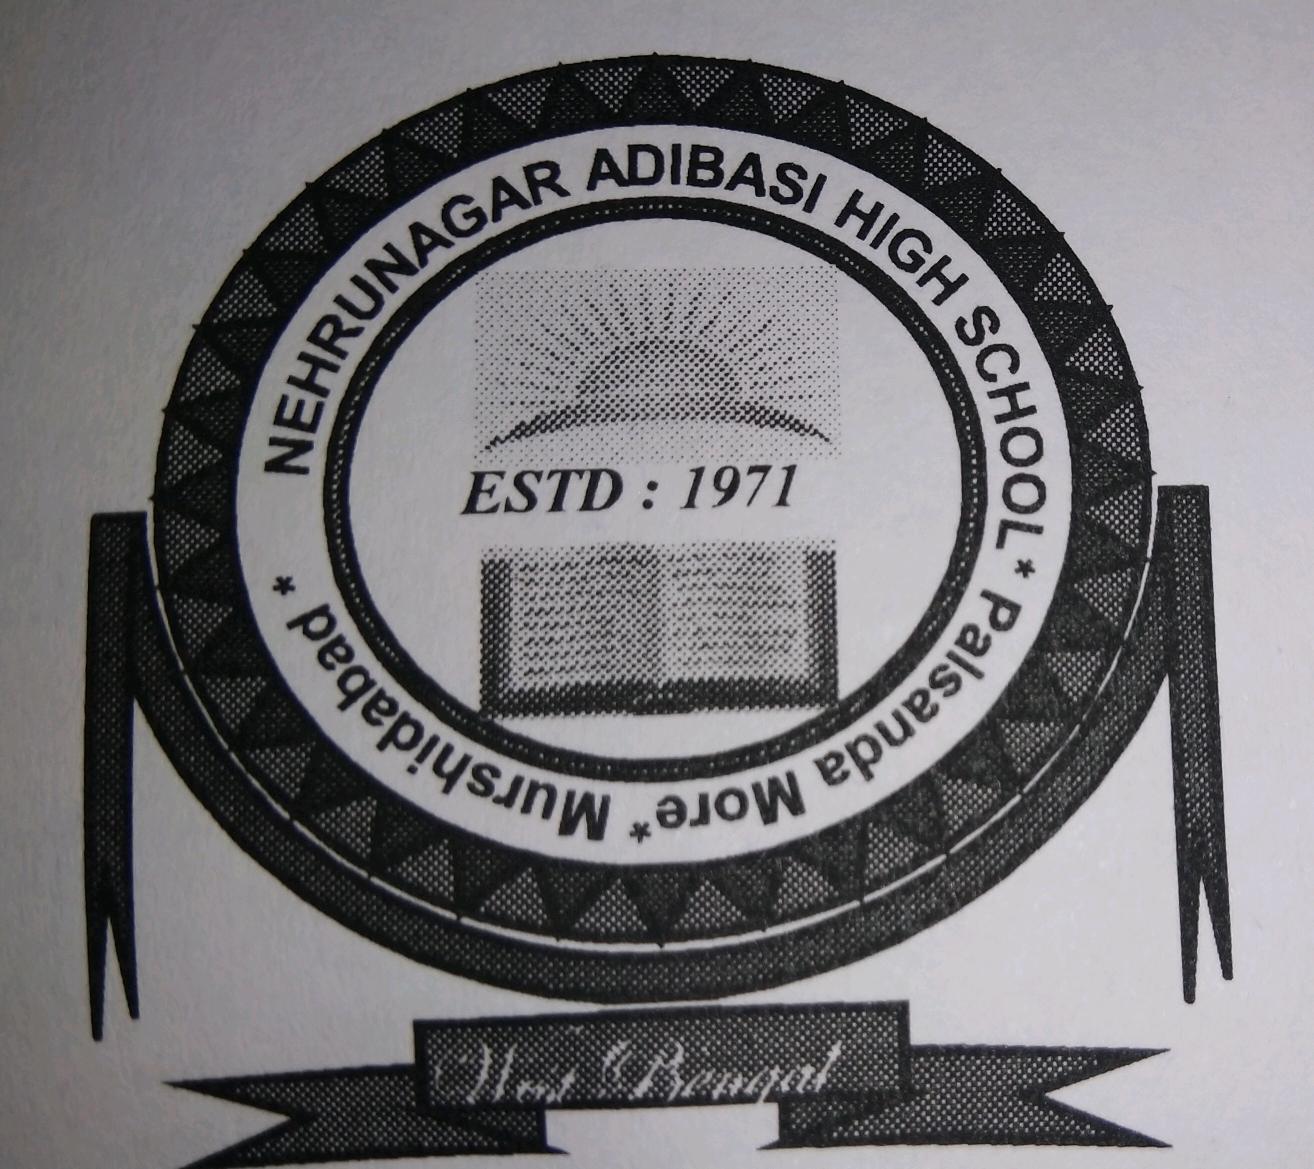 NEHRUNAGAR ADIBASI HIGH SCHOOL * Palsanda More * Murshidabad *
ESTD : 1971
West Bengal